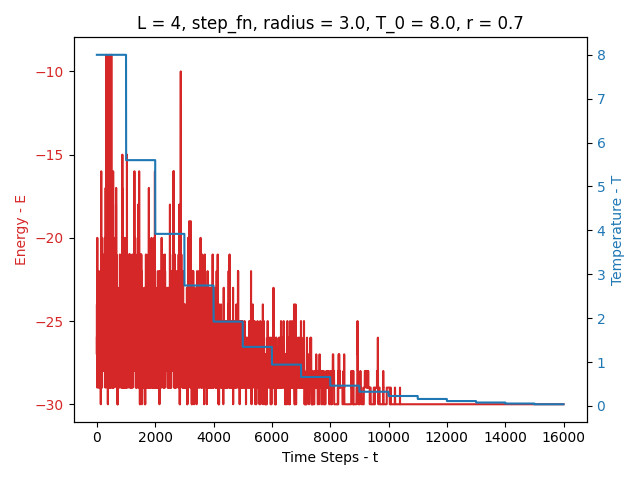 L = 4, step_fn, radius = 3.0, T_0 = 8.0, r = 0.7
Energy - E
−10
−15
−20
−25
−30
Temperature - T
8
7
6
5
4
3
2
1
0
0 2000 4000 6000 8000 10000 12000 14000 16000
Time Steps - t